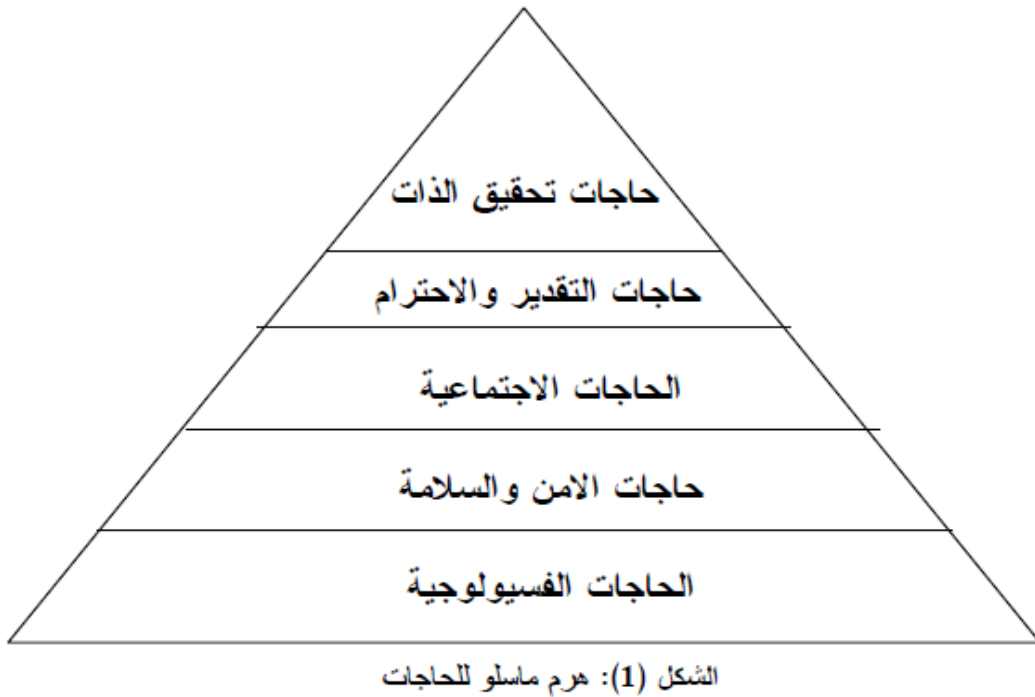 حاجات تحقيق الذات
حاجات التقدير والاحترام
الحاجات الاجتماعية
حاجات الامن والسلامة
الحاجات الفسيولوجية
الشكل (1): هرم ماسلو للحاجات